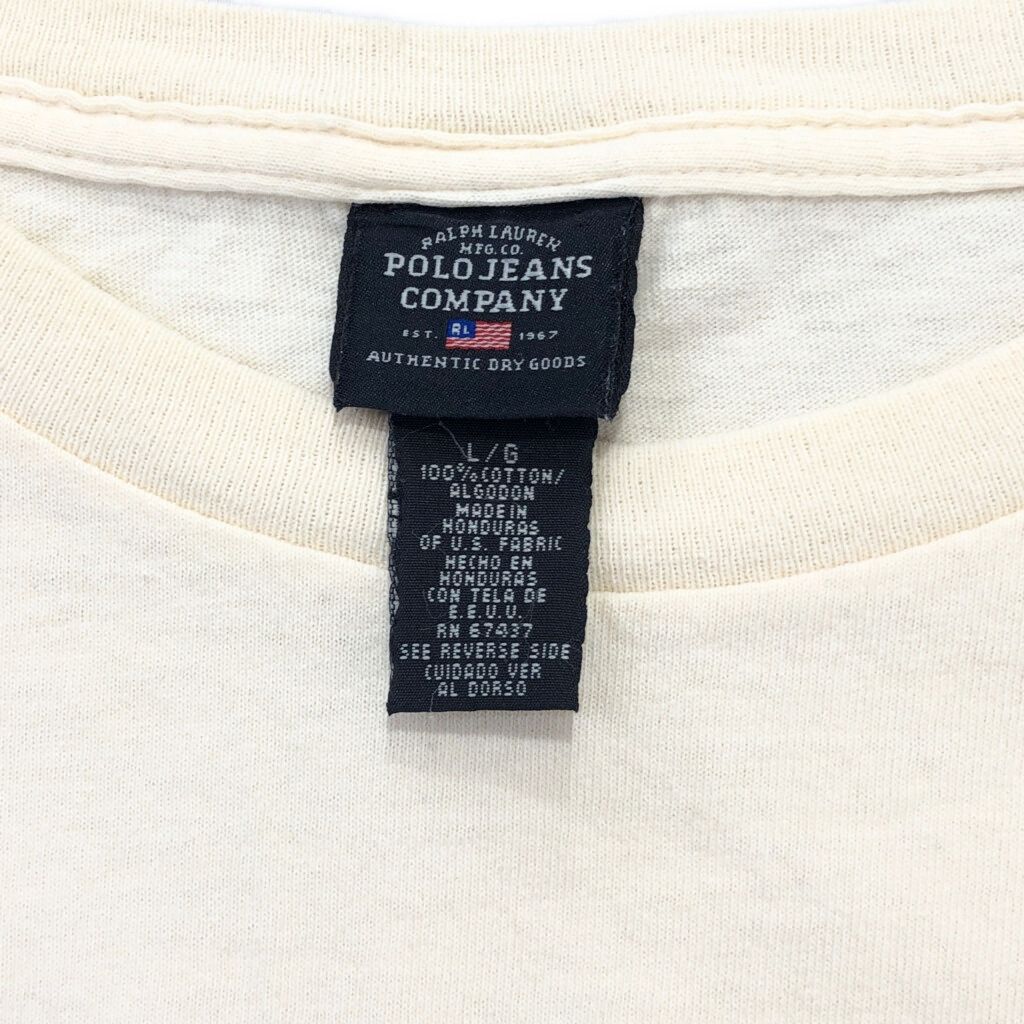 RALPH LAUREN
MFG. CO.
POLO JEANS
COMPANY
EST. RL 1967
AUTHENTIC DRY GOODS
L/G
100% COTTON/
ALGODON
MADE IN
HONDURAS
OF U.S. FABRIC
HECHO EN
HONDURAS
CON TELA DE
E.E.U.U.
RN 67437
SEE REVERSE SIDE
CUIDADO VER
AL DORSO